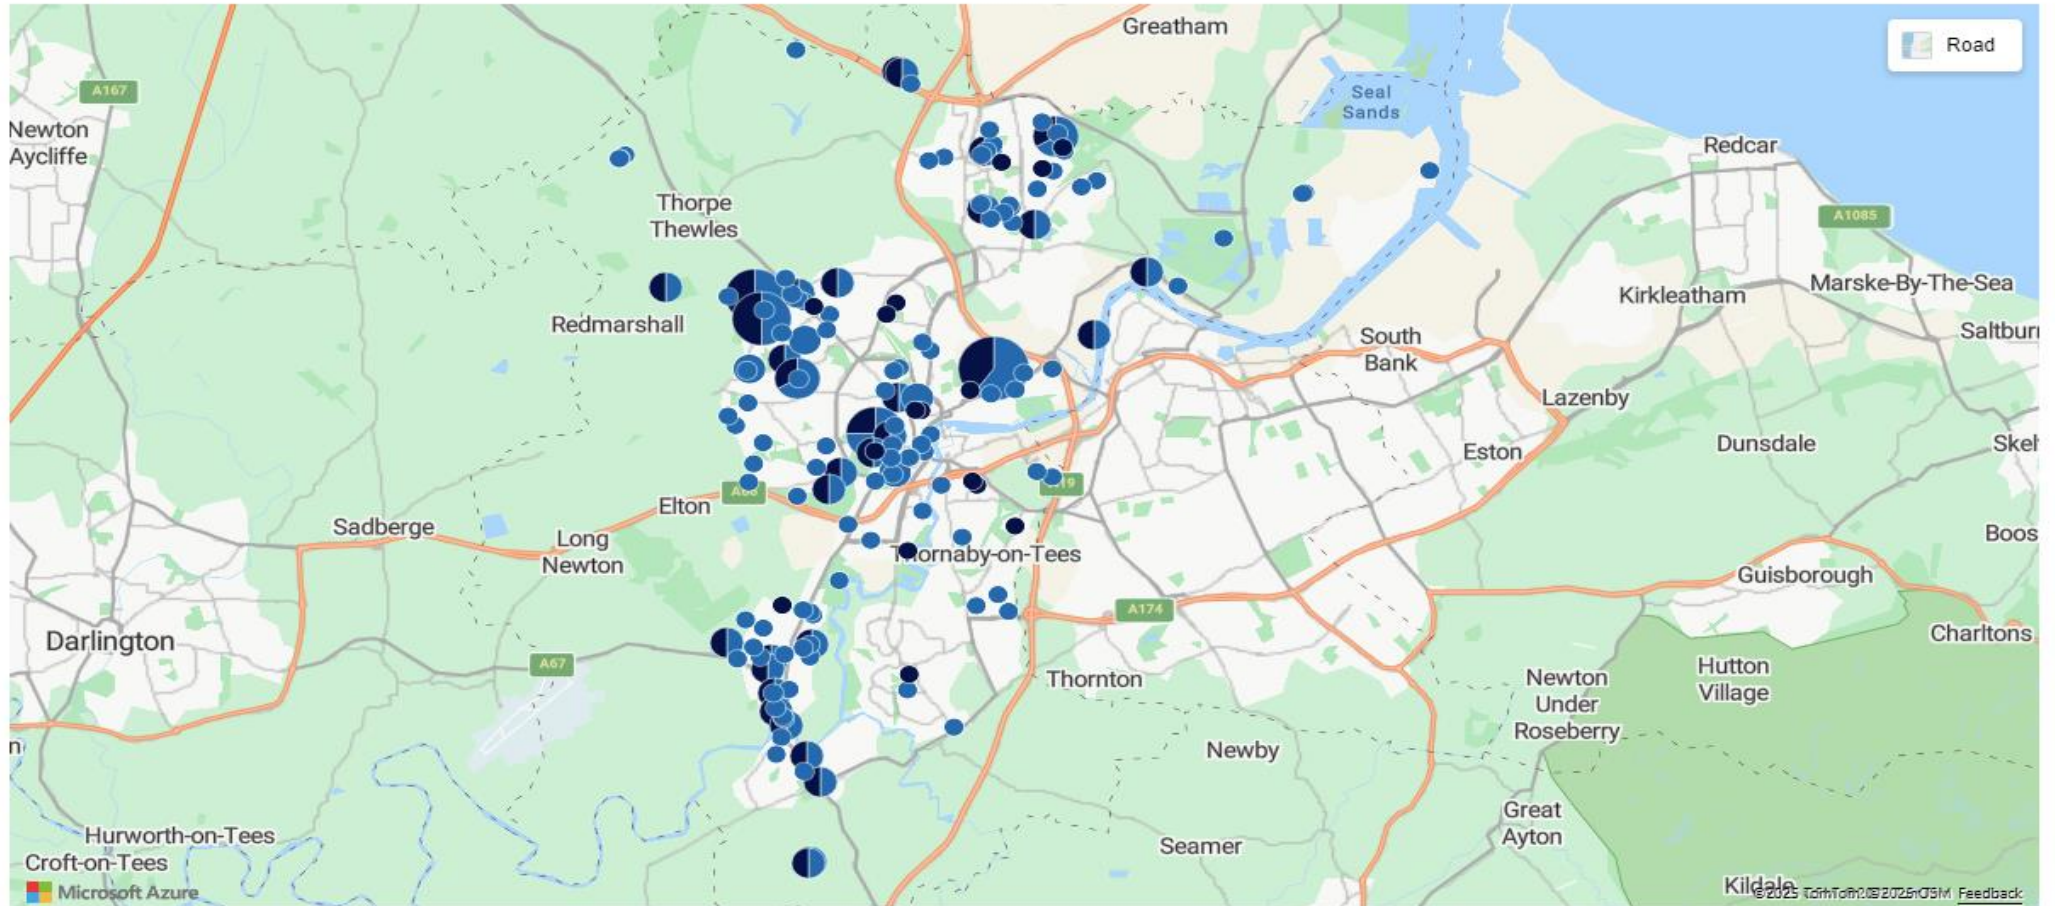 Greatham
Road
A167
Seal
Sands
Newton
Aycliffe
Redcar
Thorpe
Thewles
A1085
Marske-By-The-Sea
Kirkleatham
Redmarshall
South
Bank
Lazenby
Eston
Dunsdale
Elton
Sadberge
Long
Newton
Thornaby-on-Tees
Guisborough
A174
Charltons
Darlington
A67
Thornton
Hutton
Village
Newton
Under
Roseberry
Newby
Great
Ayton
Hurworth-on-Tees
Seamer
Croft-on-Tees
Microsoft Azure
Feedback